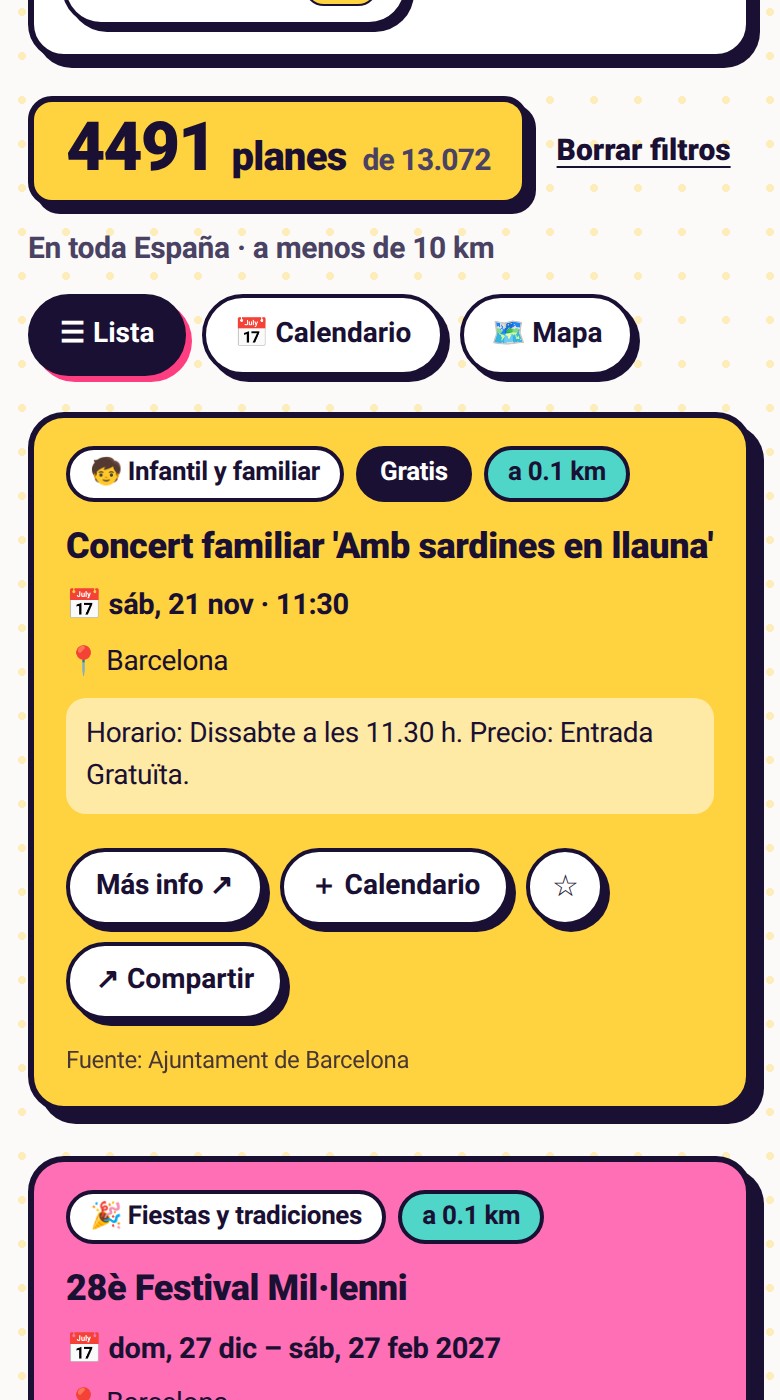 4491 planes de 13.072
Borrar filtros
En toda España · a menos de 10 km
☰ Lista
📅 Calendario
🗺️ Mapa
🧒 Infantil y familiar
Gratis
a 0.1 km
Concert familiar 'Amb sardines en llauna'
📅 sáb, 21 nov · 11:30
📍 Barcelona
Horario: Dissabte a les 11.30 h. Precio: Entrada
Gratuïta.
Más info ↗
+ Calendario
☆
↗ Compartir
Fuente: Ajuntament de Barcelona
🎉 Fiestas y tradiciones
a 0.1 km
28è Festival Mil·lenni
📅 dom, 27 dic – sáb, 27 feb 2027
📍 Barcelona